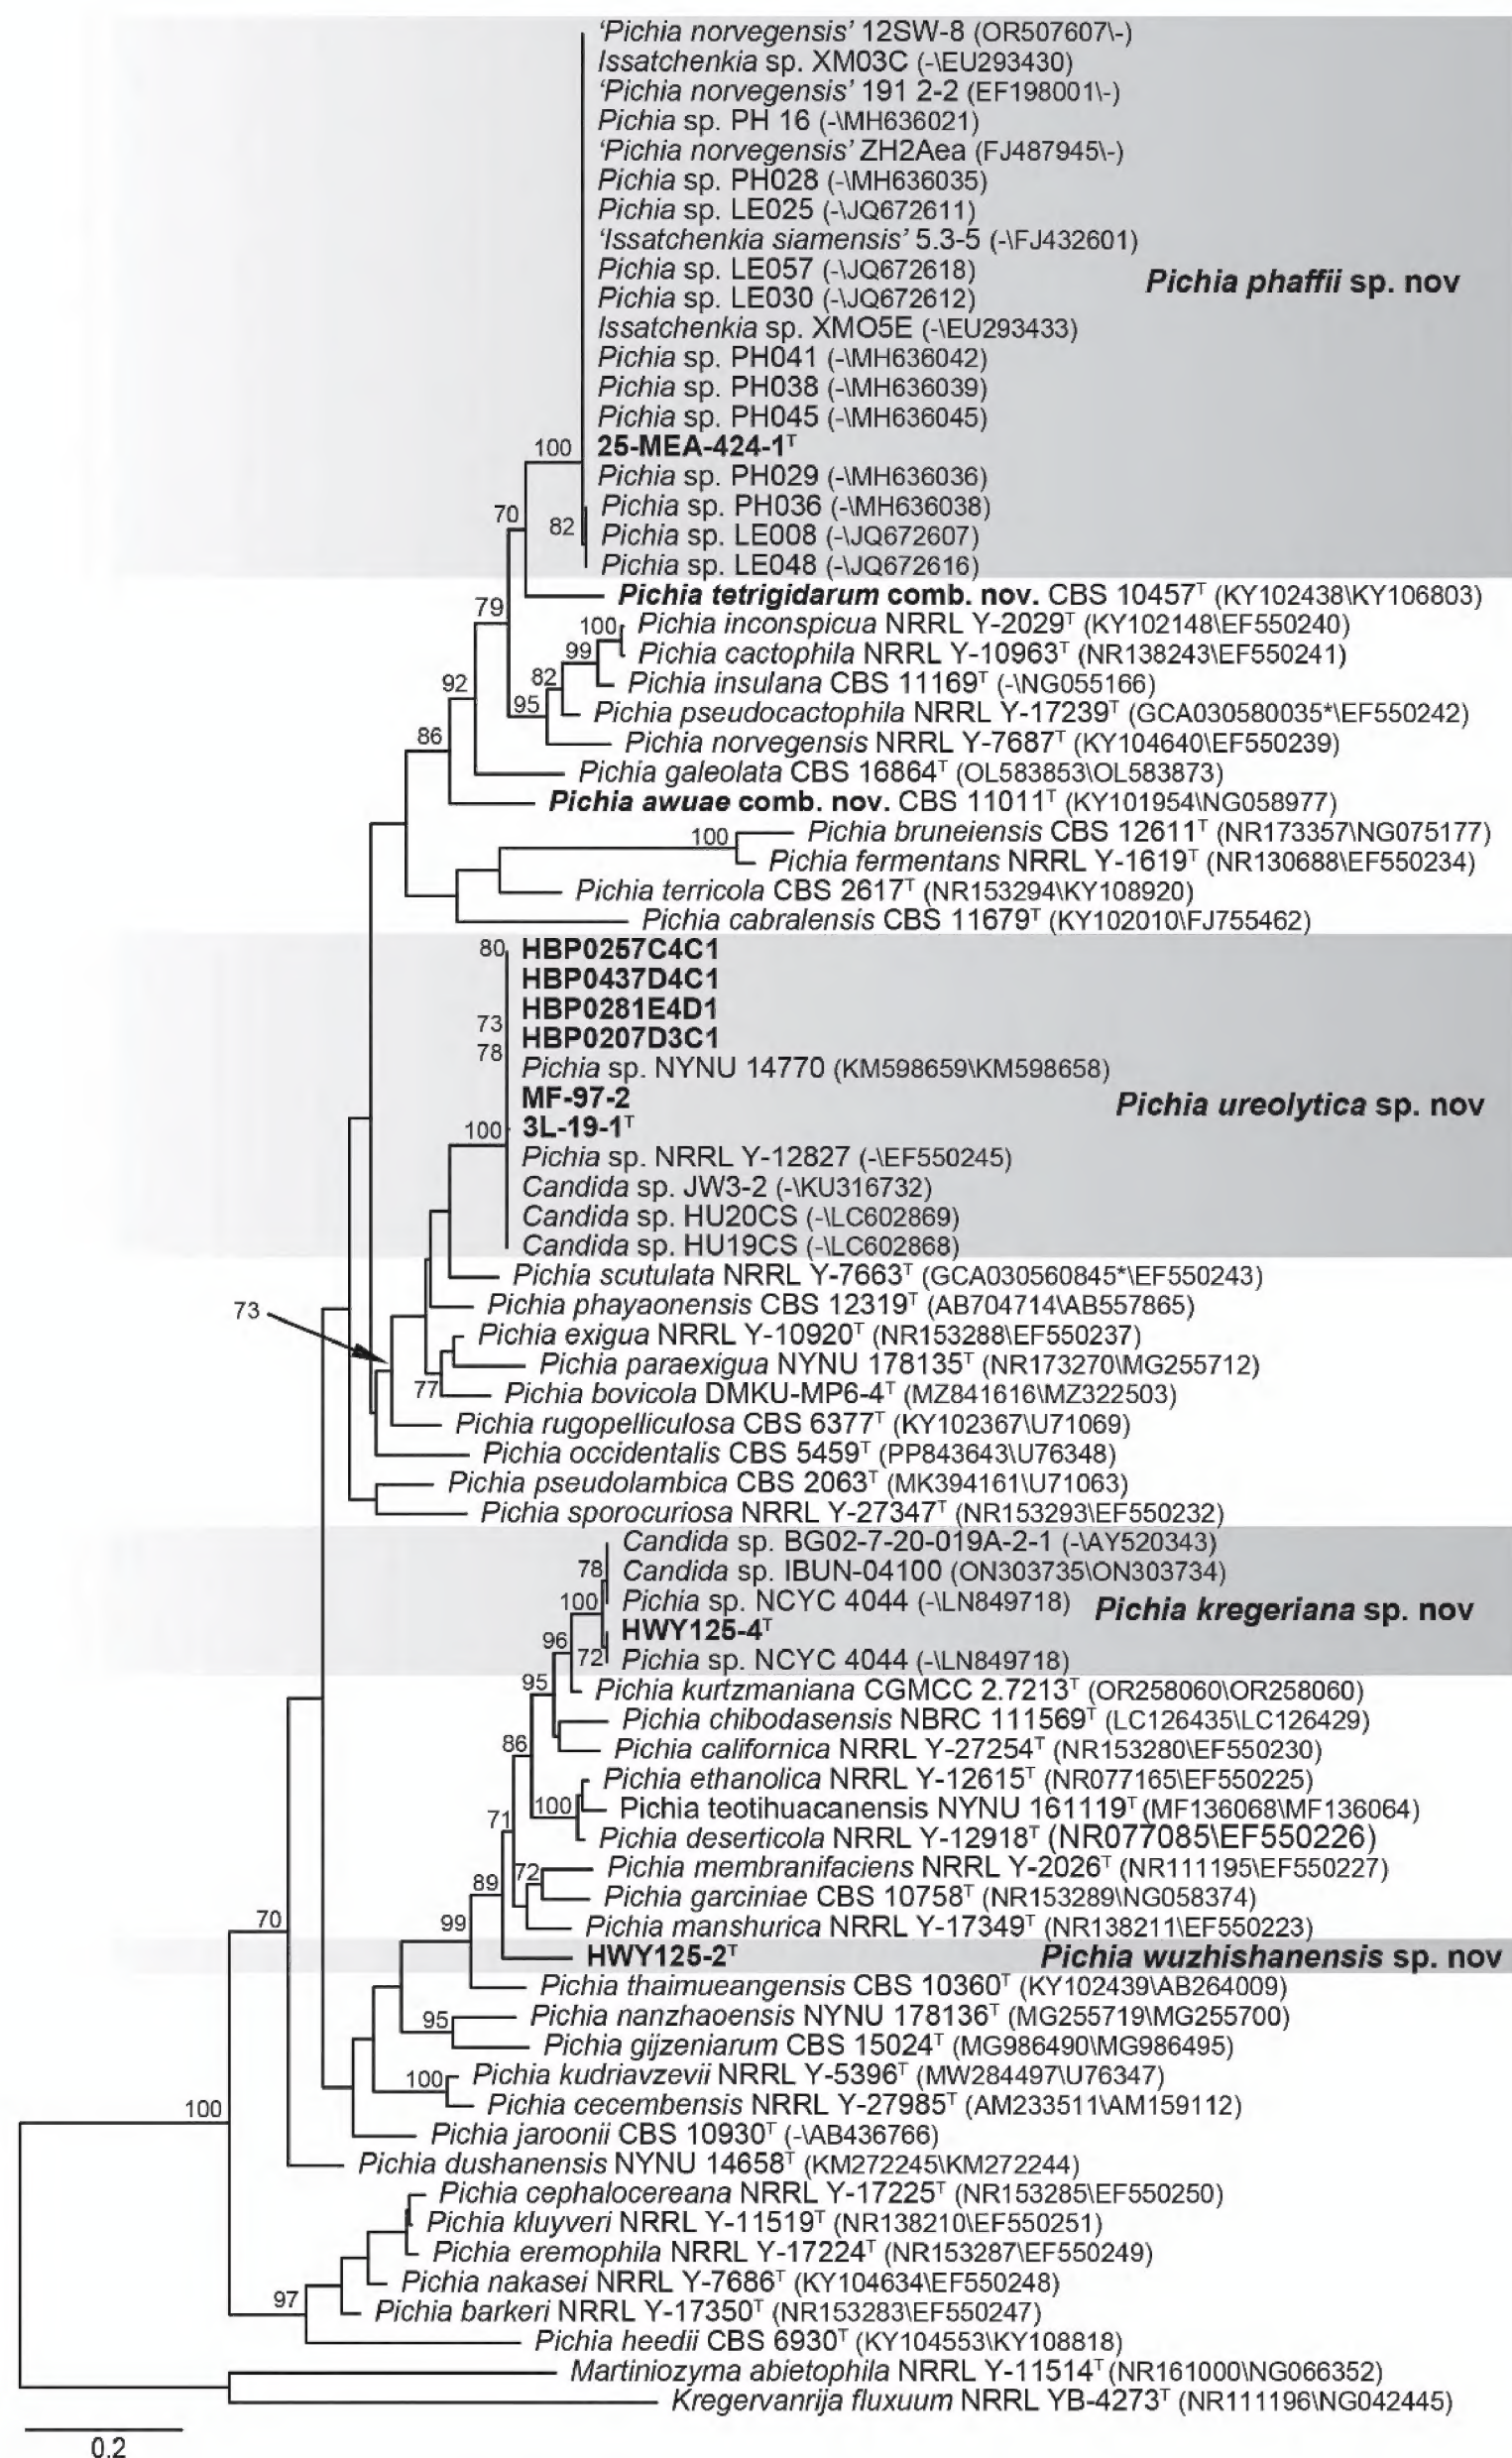 'Pichia norvegensis' 12SW-8 (OR507607\-)
Issatchenkia sp. XM03C (-\EU293430)
'Pichia norvegensis' 191 2-2 (EF198001\-)
Pichia sp. PH 16 (-\MH636021)
'Pichia norvegensis' ZH2Aea (FJ487945\-)
Pichia sp. PH028 (-\MH636035)
Pichia sp. LE025 (-\JQ672611)
'Issatchenkia siamensis' 5.3-5 (-\FJ432601)
Pichia sp. LE057 (-\JQ672618)
Pichia phaffii sp. nov
Pichia sp. LE030 (-\JQ672612)
Issatchenkia sp. XMO5E (-\EU293433)
Pichia sp. PH041 (-\MH636042)
Pichia sp. PH038 (-\MH636039)
Pichia sp. PH045 (-\MH636045)
100 25-MEA-424-1ᵀ
Pichia sp. PH029 (-\MH636036)
70 Pichia sp. PH036 (-\MH636038)
82 Pichia sp. LE008 (-\JQ672607)
Pichia sp. LE048 (-\JQ672616)
Pichia tetrigidarum comb. nov. CBS 10457ᵀ (KY102438\KY106803)
79 100 Pichia inconspicua NRRL Y-2029ᵀ (KY102148\EF550240)
99 Pichia cactophila NRRL Y-10963ᵀ (NR138243\EF550241)
92 82 Pichia insulana CBS 11169ᵀ (-\NG055166)
95 Pichia pseudocactophila NRRL Y-17239ᵀ (GCA030580035*\EF550242)
86 Pichia norvegensis NRRL Y-7687ᵀ (KY104640\EF550239)
Pichia galeolata CBS 16864ᵀ (OL583853\OL583873)
Pichia awuae comb. nov. CBS 11011ᵀ (KY101954\NG058977)
100 Pichia bruneiensis CBS 12611ᵀ (NR173357\NG075177)
Pichia fermentans NRRL Y-1619ᵀ (NR130688\EF550234)
Pichia terricola CBS 2617ᵀ (NR153294\KY108920)
Pichia cabralensis CBS 11679ᵀ (KY102010\FJ755462)
80 HBP0257C4C1
HBP0437D4C1
HBP0281E4D1
73 HBP0207D3C1
78 Pichia sp. NYNU 14770 (KM598659\KM598658)
MF-97-2
Pichia ureolytica sp. nov
100 3L-19-1ᵀ
Pichia sp. NRRL Y-12827 (-\EF550245)
Candida sp. JW3-2 (-\KU316732)
Candida sp. HU20CS (-\LC602869)
Candida sp. HU19CS (-\LC602868)
Pichia scutulata NRRL Y-7663ᵀ (GCA030560845*\EF550243)
73 Pichia phayaonensis CBS 12319ᵀ (AB704714\AB557865)
Pichia exigua NRRL Y-10920ᵀ (NR153288\EF550237)
Pichia paraexigua NYNU 178135ᵀ (NR173270\MG255712)
77 Pichia bovicola DMKU-MP6-4ᵀ (MZ841616\MZ322503)
Pichia rugopelliculosa CBS 6377ᵀ (KY102367\U71069)
Pichia occidentalis CBS 5459ᵀ (PP843643\U76348)
Pichia pseudolambica CBS 2063ᵀ (MK394161\U71063)
Pichia sporocuriosa NRRL Y-27347ᵀ (NR153293\EF550232)
Candida sp. BG02-7-20-019A-2-1 (-\AY520343)
78 Candida sp. IBUN-04100 (ON303735\ON303734)
100 Pichia sp. NCYC 4044 (-\LN849718) Pichia kregeriana sp. nov
96 HWY125-4ᵀ
72 Pichia sp. NCYC 4044 (-\LN849718)
95 Pichia kurtzmaniana CGMCC 2.7213ᵀ (OR258060\OR258060)
Pichia chibodasensis NBRC 111569ᵀ (LC126435\LC126429)
86 Pichia californica NRRL Y-27254ᵀ (NR153280\EF550230)
Pichia ethanolica NRRL Y-12615ᵀ (NR077165\EF550225)
71 100 Pichia teotihuacanensis NYNU 161119ᵀ (MF136068\MF136064)
Pichia deserticola NRRL Y-12918ᵀ (NR077085\EF550226)
72 Pichia membranifaciens NRRL Y-2026ᵀ (NR111195\EF550227)
89 Pichia garciniae CBS 10758ᵀ (NR153289\NG058374)
70 99 Pichia manshurica NRRL Y-17349ᵀ (NR138211\EF550223)
HWY125-2ᵀ Pichia wuzhishanensis sp. nov
Pichia thaimueangensis CBS 10360ᵀ (KY102439\AB264009)
95 Pichia nanzhaoensis NYNU 178136ᵀ (MG255719\MG255700)
Pichia gijzeniarum CBS 15024ᵀ (MG986490\MG986495)
100 Pichia kudriavzevii NRRL Y-5396ᵀ (MW284497\U76347)
100 Pichia cecembensis NRRL Y-27985ᵀ (AM233511\AM159112)
Pichia jaroonii CBS 10930ᵀ (-\AB436766)
Pichia dushanensis NYNU 14658ᵀ (KM272245\KM272244)
Pichia cephalocereana NRRL Y-17225ᵀ (NR153285\EF550250)
Pichia kluyveri NRRL Y-11519ᵀ (NR138210\EF550251)
Pichia eremophila NRRL Y-17224ᵀ (NR153287\EF550249)
Pichia nakasei NRRL Y-7686ᵀ (KY104634\EF550248)
97 Pichia barkeri NRRL Y-17350ᵀ (NR153283\EF550247)
Pichia heedii CBS 6930ᵀ (KY104553\KY108818)
Martiniozyma abietophila NRRL Y-11514ᵀ (NR161000\NG066352)
Kregervanrija fluxuum NRRL YB-4273ᵀ (NR111196\NG042445)
0.2